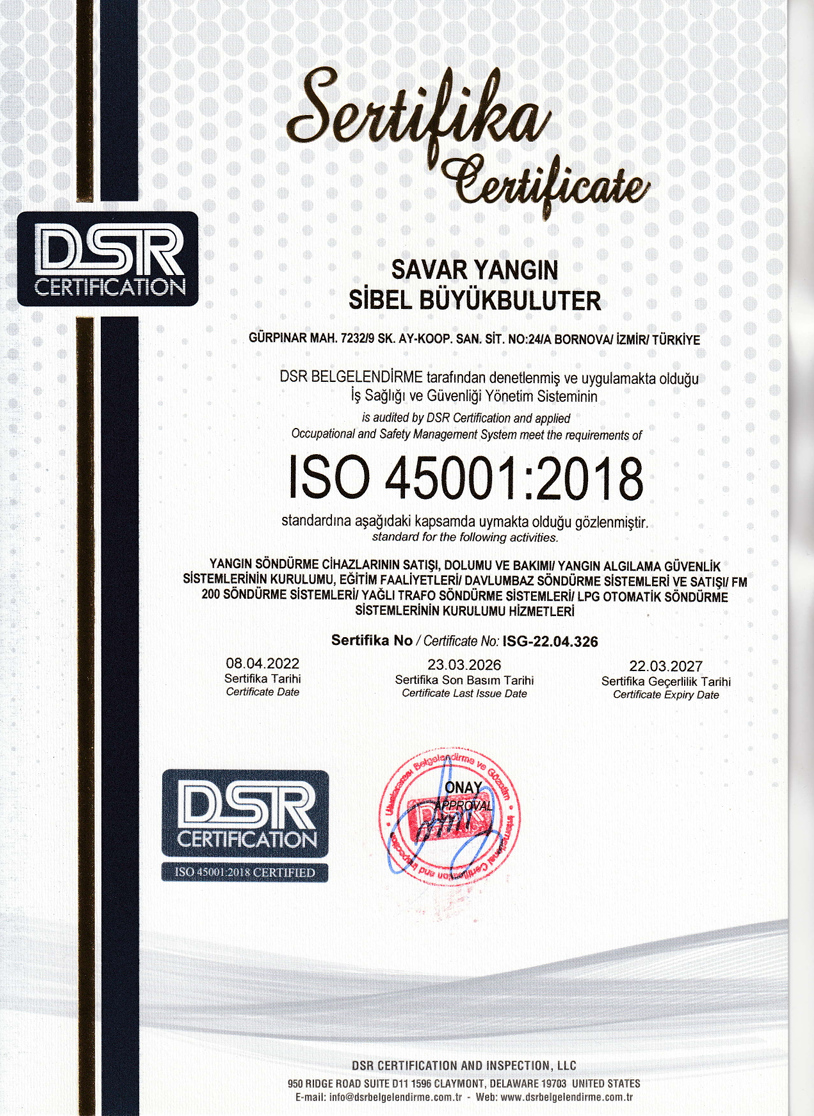 Sertifika
Certificate
DSR
CERTIFICATION
SAVAR YANGIN
SİBEL BÜYÜKBULUTER
GÜRPINAR MAH. 7232/9 SK. AY-KOOP. SAN. SİT. NO:24/A BORNOVA/ İZMİR/ TÜRKİYE
DSR BELGELENDİRME tarafından denetlenmiş ve uygulamakta olduğu
İş Sağlığı ve Güvenliği Yönetim Sisteminin
is audited by DSR Certification and applied
Occupational and Safety Management System meet the requirements of
ISO 45001:2018
standardına aşağıdaki kapsamda uymakta olduğu gözlenmiştir.
standard for the following activities.
YANGIN SÖNDÜRME CİHAZLARININ SATIŞI, DOLUMU VE BAKIMI/ YANGIN ALGILAMA GÜVENLİK
SİSTEMLERİNİN KURULUMU, EĞİTİM FAALİYETLERİ/ DAVLUMBAZ SÖNDÜRME SİSTEMLERİ VE SATIŞI/ FM
200 SÖNDÜRME SİSTEMLERİ/ YAĞLI TRAFO SÖNDÜRME SİSTEMLERİ/ LPG OTOMATİK SÖNDÜRME
SİSTEMLERİNİN KURULUMU HİZMETLERİ
Sertifika No / Certificate No: ISG-22.04.326
08.04.2022 23.03.2026 22.03.2027
Sertifika Tarihi Sertifika Son Basım Tarihi Sertifika Geçerlilik Tarihi
Certificate Date Certificate Last Issue Date Certificate Expiry Date
DSR
CERTIFICATION
ISO 45001:2018 CERTIFIED
Uluslararası Belgelendirme ve Gözetim
ONAY
APPROVAL
DSR
International Certification and Inspection
DSR CERTIFICATION AND INSPECTION, LLC
950 RIDGE ROAD SUITE D11 1596 CLAYMONT, DELAWARE 19703 UNITED STATES
E-mail: info@dsrbelgelendirme.com.tr - Web: www.dsrbelgelendirme.com.tr